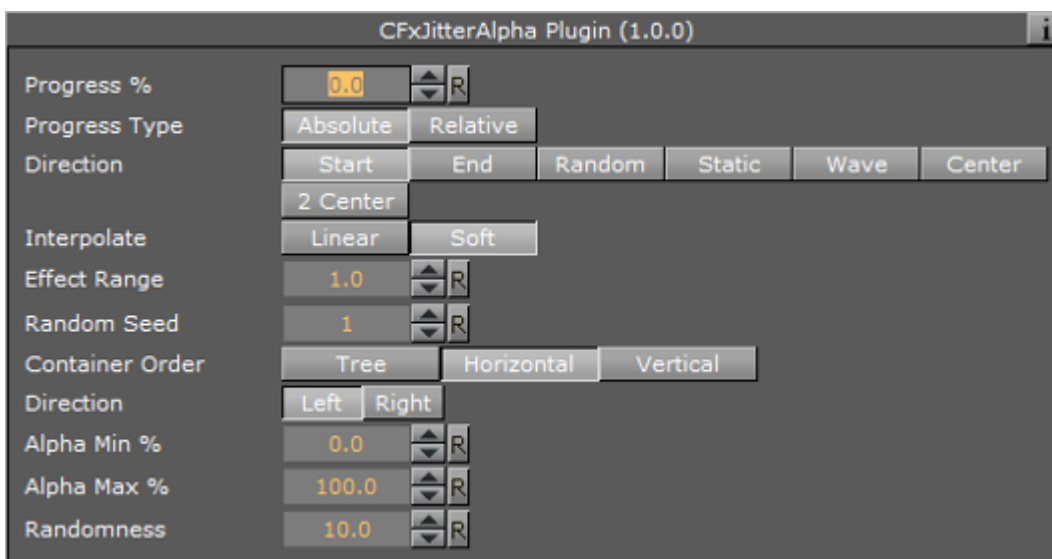 CFxJitterAlpha Plugin (1.0.0) i
Progress % 0.0 R
Progress Type Absolute Relative
Direction Start End Random Static Wave Center
2 Center
Interpolate Linear Soft
Effect Range 1.0 R
Random Seed 1 R
Container Order Tree Horizontal Vertical
Direction Left Right
Alpha Min % 0.0 R
Alpha Max % 100.0 R
Randomness 10.0 R